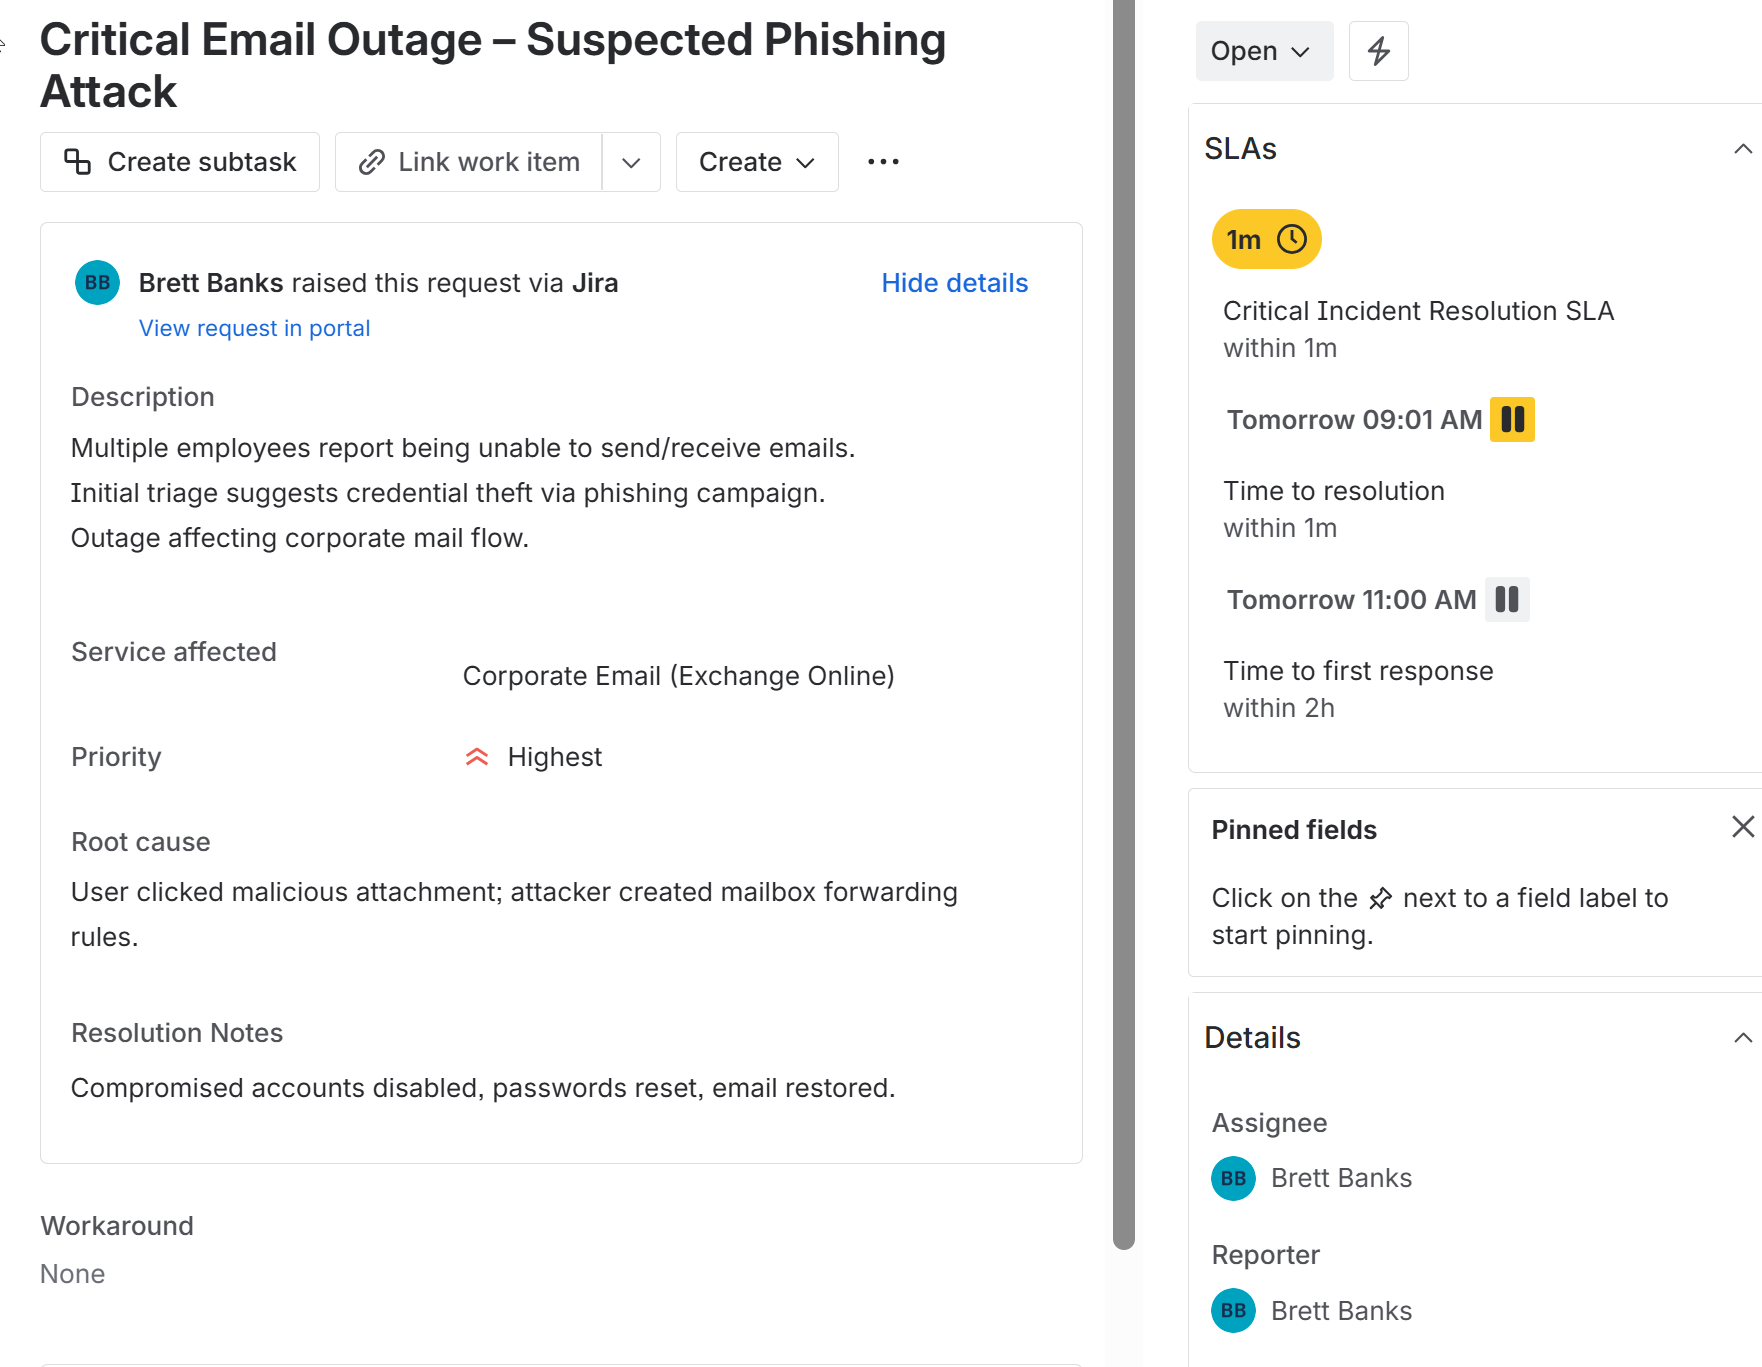 Critical Email Outage – Suspected Phishing
Attack
Create subtask
Link work item
Create
BB
Brett Banks raised this request via Jira
Hide details
View request in portal
Description
Multiple employees report being unable to send/receive emails.
Initial triage suggests credential theft via phishing campaign.
Outage affecting corporate mail flow.
Service affected
Corporate Email (Exchange Online)
Priority
Highest
Root cause
User clicked malicious attachment; attacker created mailbox forwarding
rules.
Resolution Notes
Compromised accounts disabled, passwords reset, email restored.
Workaround
None
Open
SLAs
1m
Critical Incident Resolution SLA
within 1m
Tomorrow 09:01 AM
Time to resolution
within 1m
Tomorrow 11:00 AM
Time to first response
within 2h
Pinned fields
Click on the next to a field label to
start pinning.
Details
Assignee
BB
Brett Banks
Reporter
BB
Brett Banks